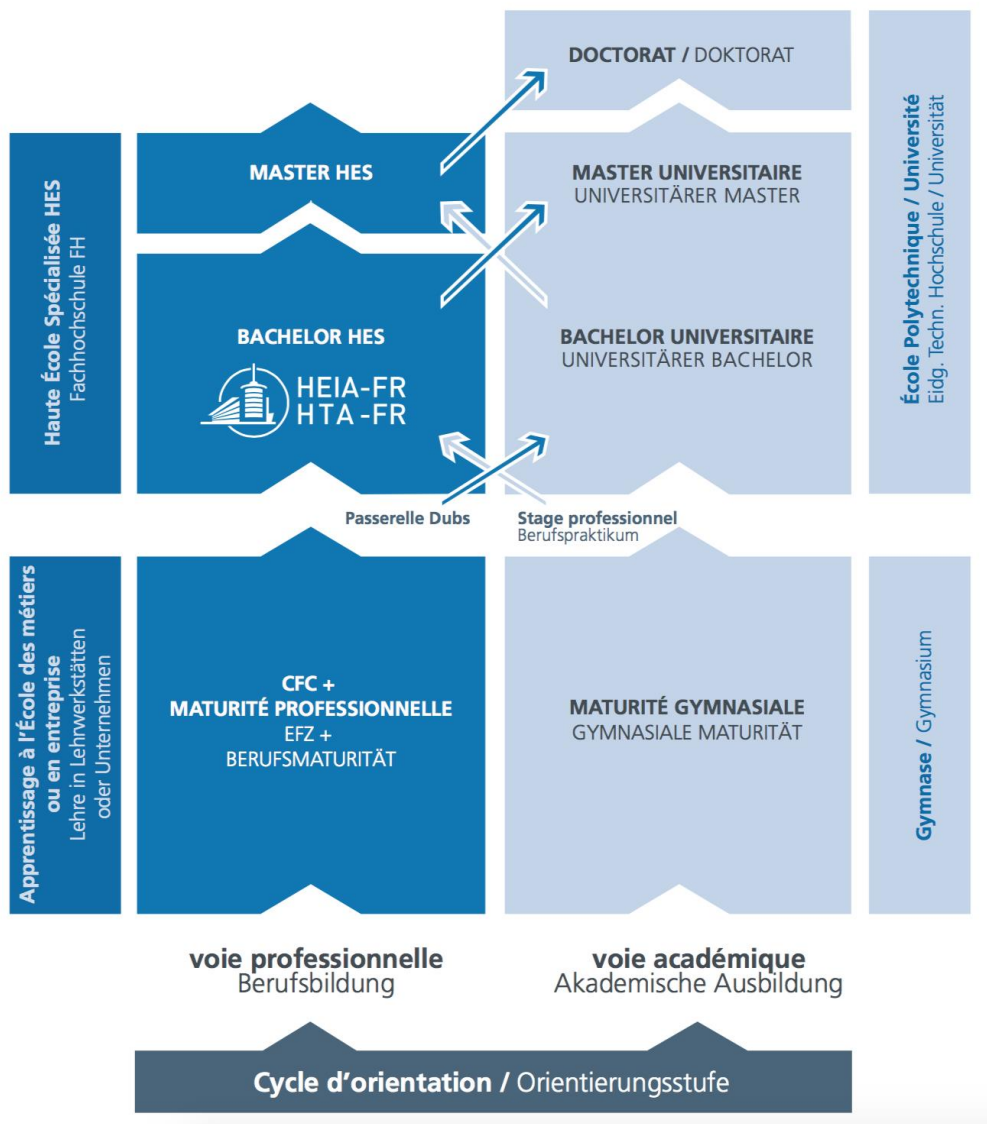 DOCTORAT / DOKTORAT
MASTER HES
MASTER UNIVERSITAIRE
UNIVERSITÄRER MASTER
Haute École Spécialisée HES
Fachhochschule FH
École Polytechnique / Université
Eidg. Techn. Hochschule / Universität
BACHELOR HES
HEIA-FR
HTA-FR
BACHELOR UNIVERSITAIRE
UNIVERSITÄRER BACHELOR
Passerelle Dubs
Stage professionnel
Berufspraktikum
Apprentissage à l'École des métiers
ou en entreprise
Lehre in Lehrwerkstätten
oder Unternehmen
CFC +
MATURITÉ PROFESSIONNELLE
EFZ +
BERUFSMATURITÄT
MATURITÉ GYMNASIALE
GYMNASIALE MATURITÄT
Gymnase / Gymnasium
voie professionnelle
Berufsbildung
voie académique
Akademische Ausbildung
Cycle d'orientation / Orientierungsstufe